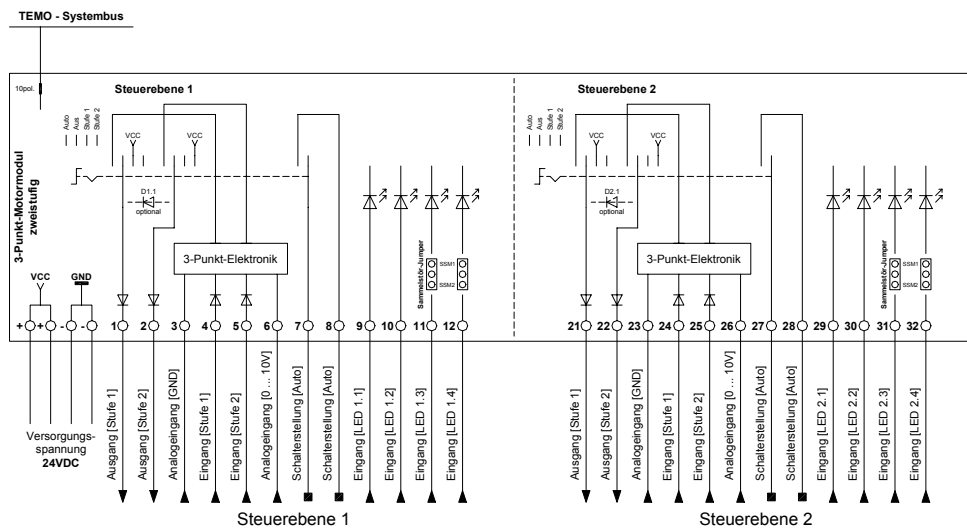 TEMO - Systembus
10pol.
3-Punkt-Motormodul
zweistufig
Steuerebene 1
Auto
Aus
Stufe 1
Stufe 2
VCC
VCC
D1.1
optional
3-Punkt-Elektronik
Sammelstör-Jumper
SSM1
SSM2
VCC
GND
+ + - - 1 2 3 4 5 6 7 8 9 10 11 12
Versorgungs-
spannung
24VDC
Ausgang [Stufe 1]
Ausgang [Stufe 2]
Analogeingang [GND]
Eingang [Stufe 1]
Eingang [Stufe 2]
Analogeingang [0 ... 10V]
Schalterstellung [Auto]
Schalterstellung [Auto]
Eingang [LED 1.1]
Eingang [LED 1.2]
Eingang [LED 1.3]
Eingang [LED 1.4]
Steuerebene 1
Steuerebene 2
Auto
Aus
Stufe 1
Stufe 2
VCC
VCC
D2.1
optional
3-Punkt-Elektronik
Sammelstör-Jumper
SSM1
SSM2
21 22 23 24 25 26 27 28 29 30 31 32
Ausgang [Stufe 1]
Ausgang [Stufe 2]
Analogeingang [GND]
Eingang [Stufe 1]
Eingang [Stufe 2]
Analogeingang [0 ... 10V]
Schalterstellung [Auto]
Schalterstellung [Auto]
Eingang [LED 2.1]
Eingang [LED 2.2]
Eingang [LED 2.3]
Eingang [LED 2.4]
Steuerebene 2